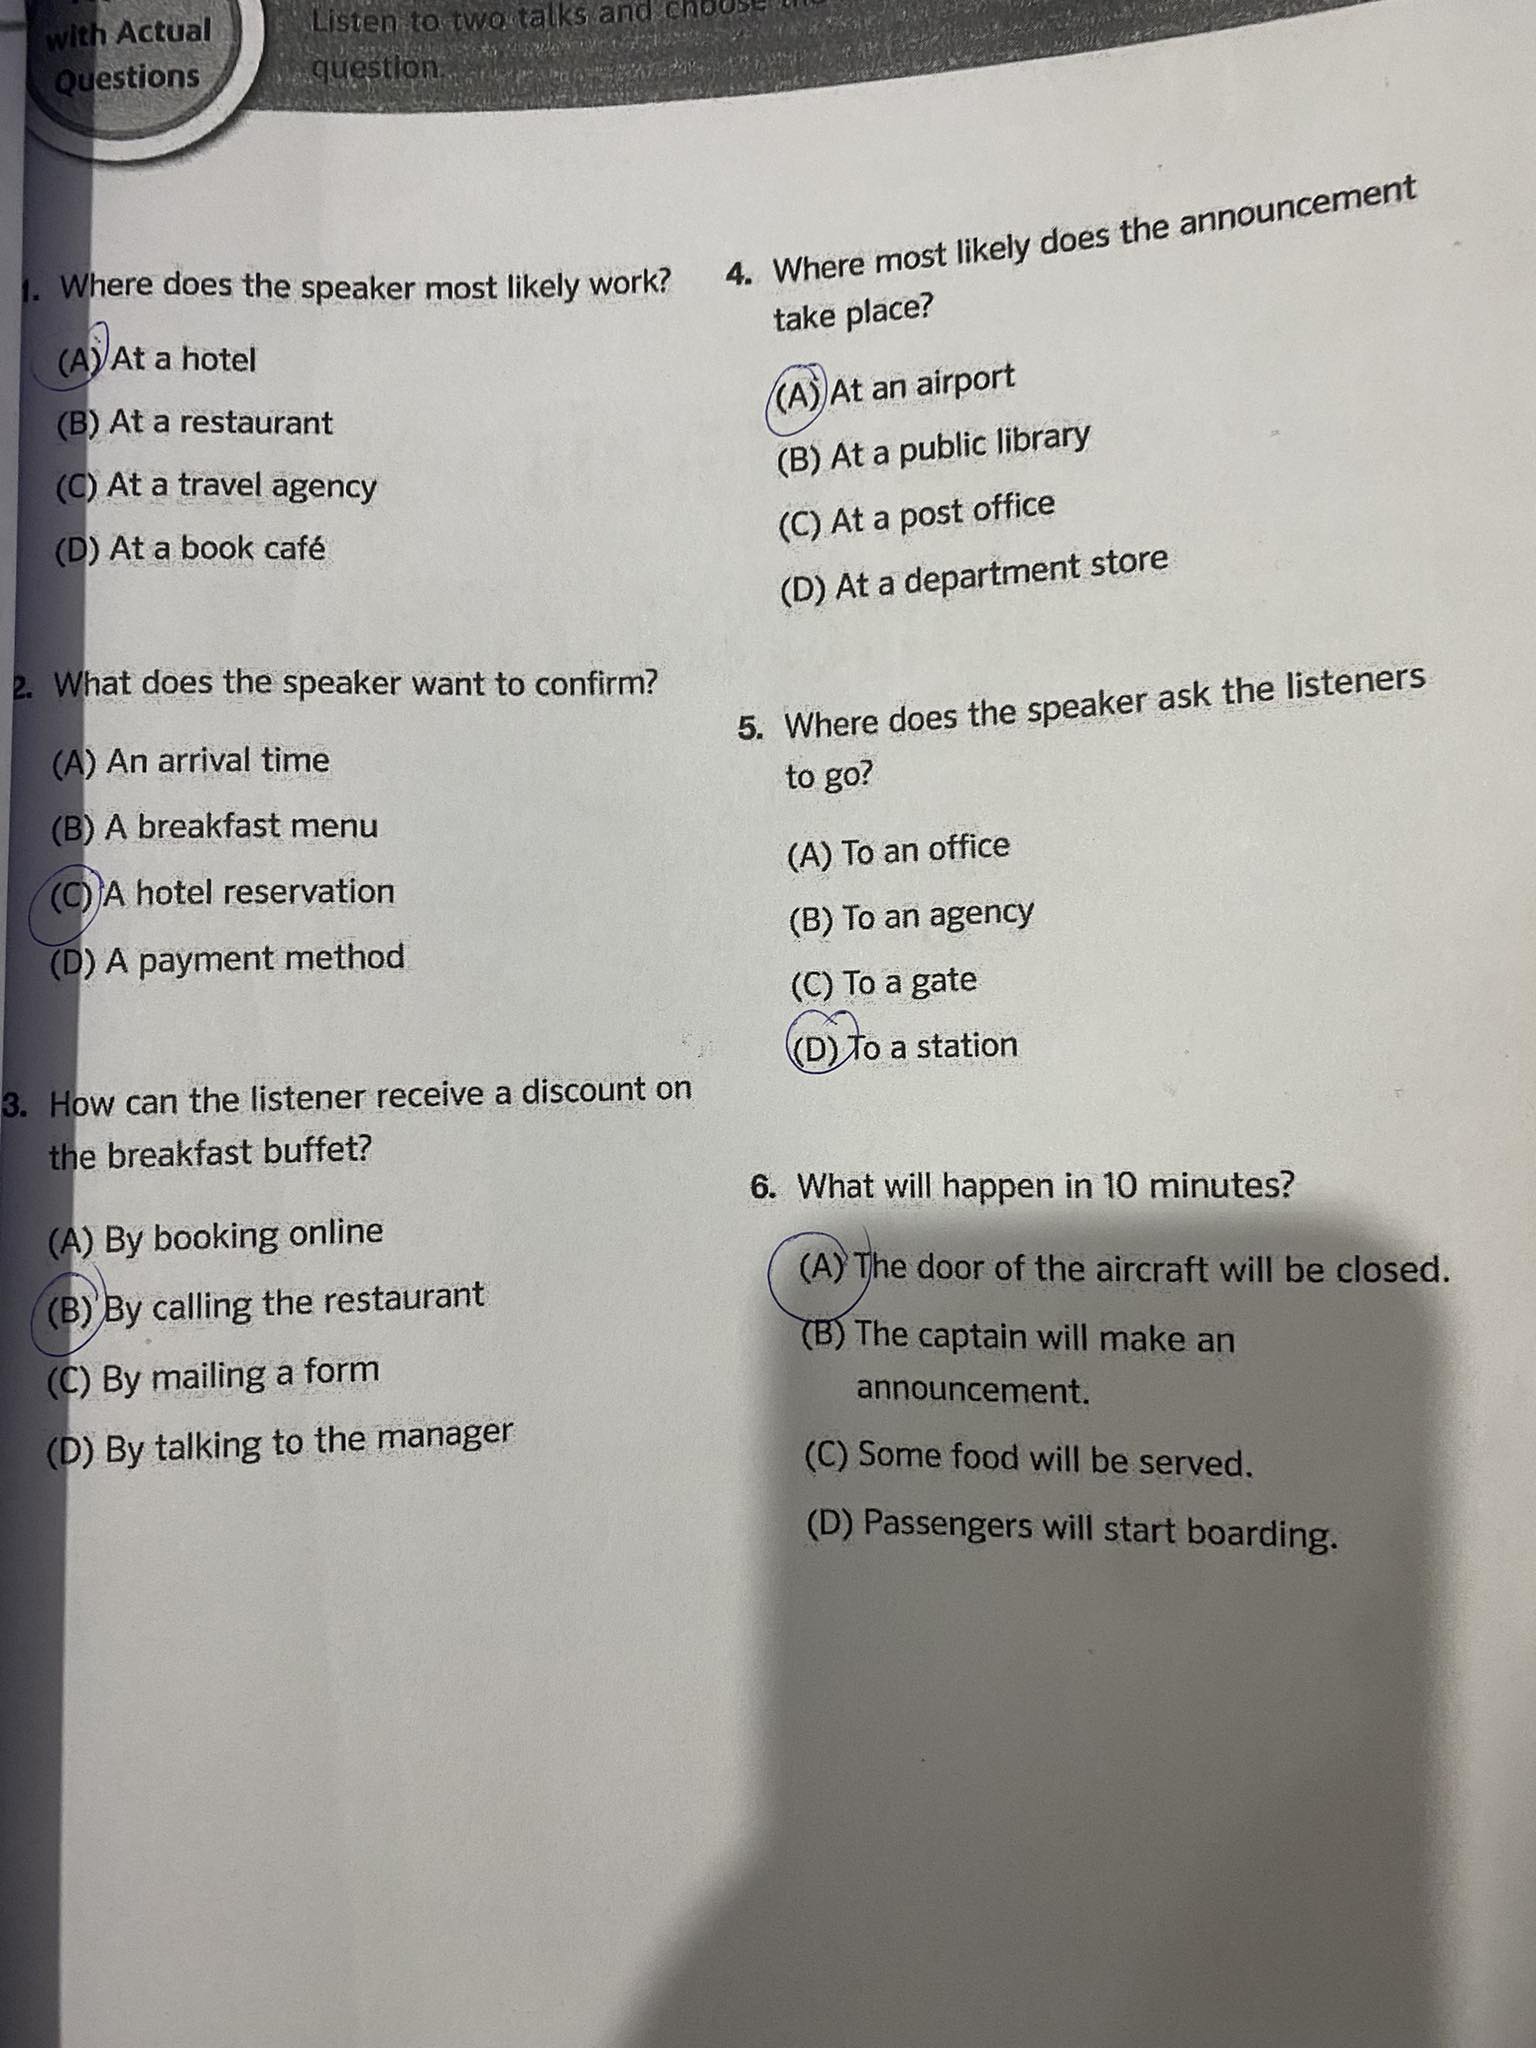 with Actual
Questions
Listen to two talks and choose
question.
1. Where does the speaker most likely work?
(A) At a hotel
(B) At a restaurant
(C) At a travel agency
(D) At a book café
2. What does the speaker want to confirm?
(A) An arrival time
(B) A breakfast menu
(C) A hotel reservation
(D) A payment method
3. How can the listener receive a discount on
the breakfast buffet?
(A) By booking online
(B) By calling the restaurant
(C) By mailing a form
(D) By talking to the manager
4. Where most likely does the announcement
take place?
(A) At an airport
(B) At a public library
(C) At a post office
(D) At a department store
5. Where does the speaker ask the listeners
to go?
(A) To an office
(B) To an agency
(C) To a gate
(D) To a station
6. What will happen in 10 minutes?
(A) The door of the aircraft will be closed.
(B) The captain will make an
announcement.
(C) Some food will be served.
(D) Passengers will start boarding.